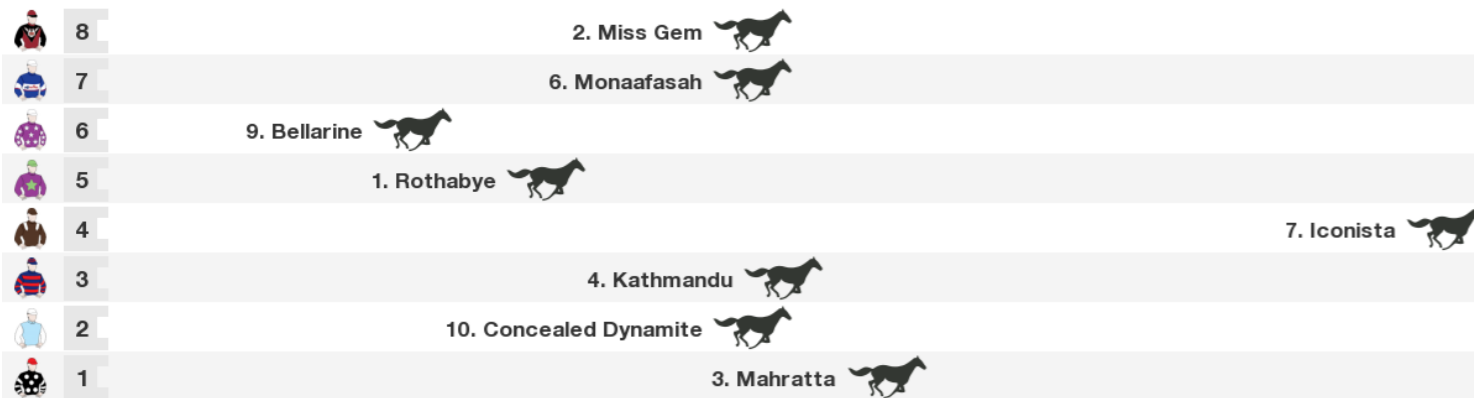 8 2. Miss Gem
7 6. Monaafasah
6 9. Bellarine
5 1. Rothabye
4 7. Iconista
3 4. Kathmandu
2 10. Concealed Dynamite
1 3. Mahratta